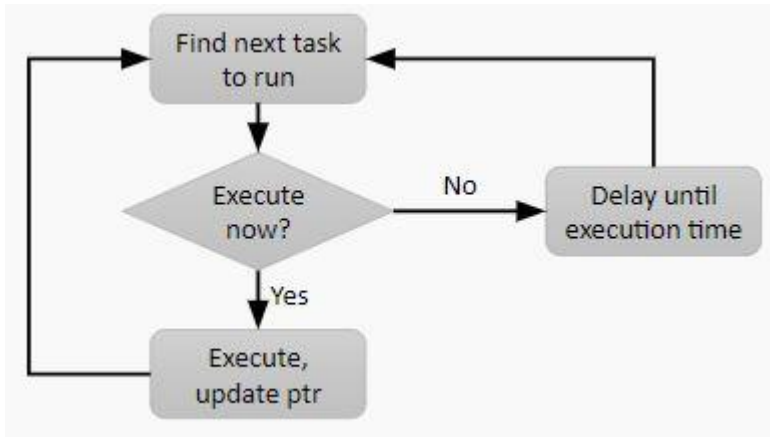 Find next task
to run
Execute
now?
No
Delay until
execution time
Yes
Execute,
update ptr